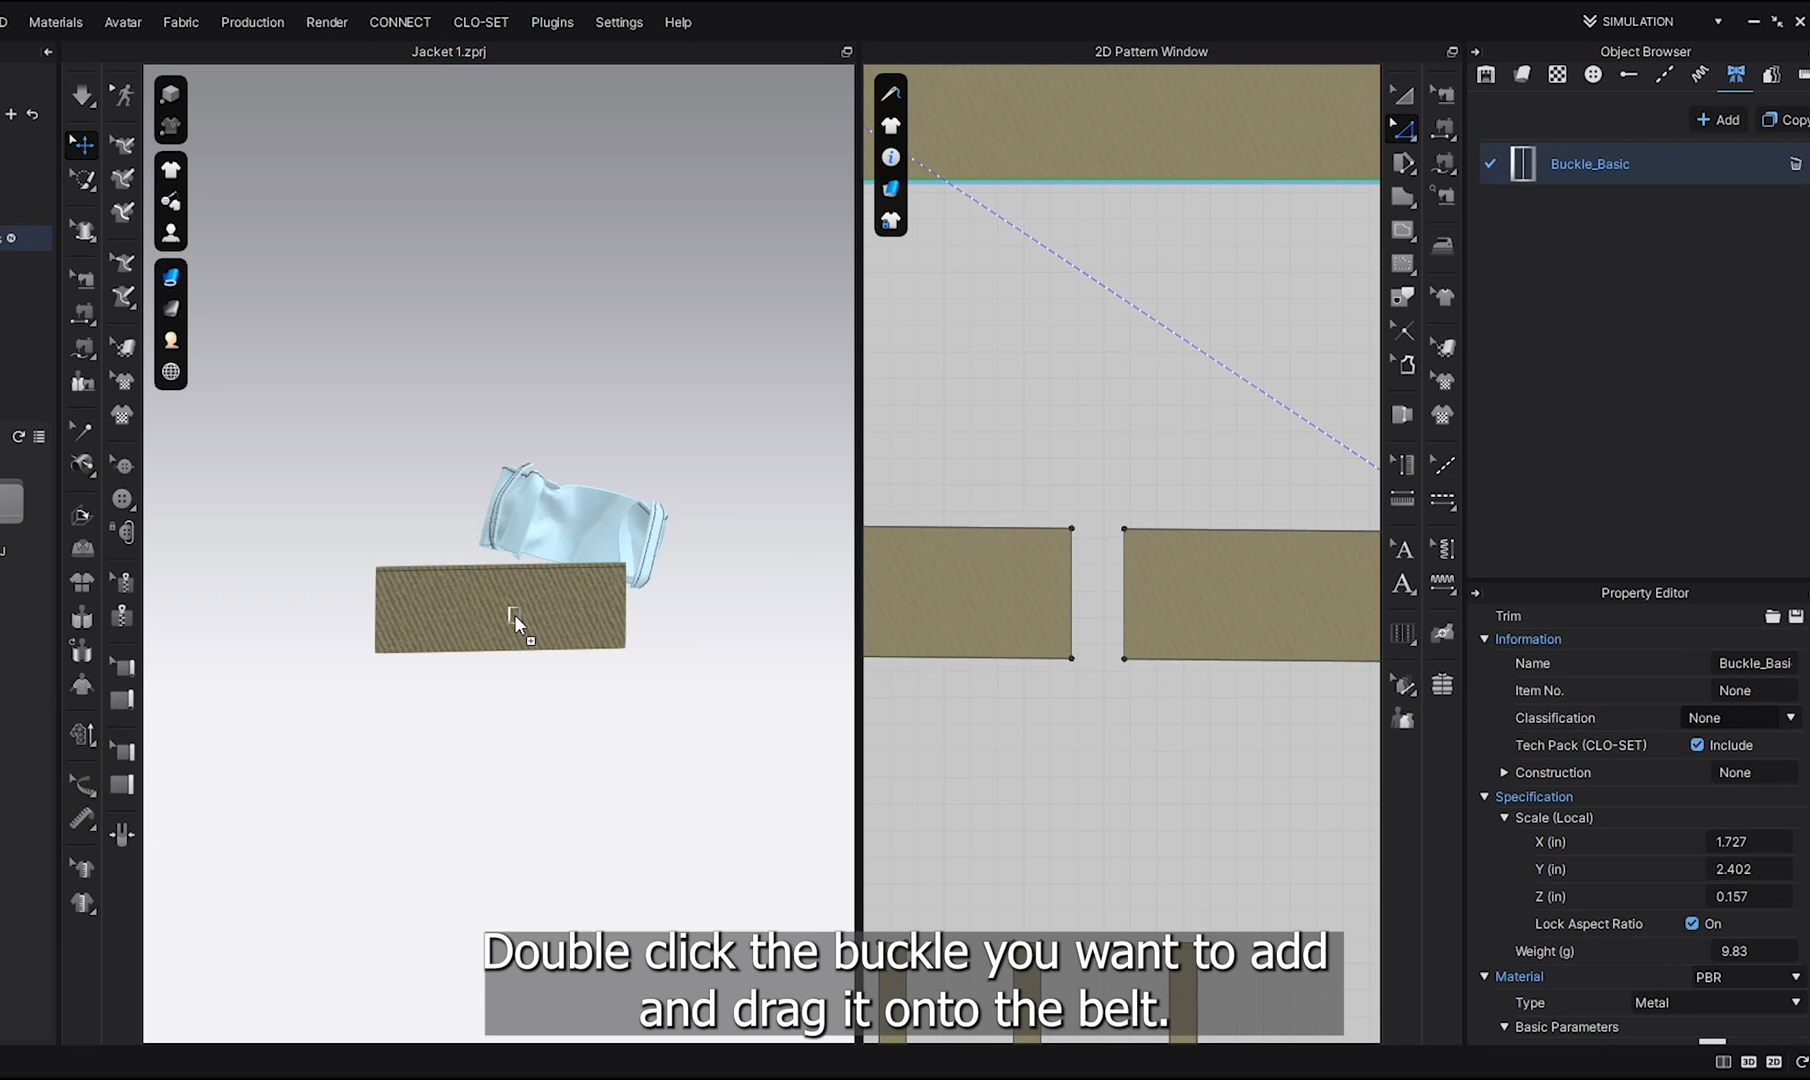 D Materials Avatar Fabric Production Render CONNECT CLO-SET Plugins Settings Help SIMULATION
Jacket 1.zprj
2D Pattern Window
Object Browser
Add Copy
Buckle_Basic
A
A
J
Property Editor
Trim
Information
Name Buckle_Basi
Item No. None
Classification None
Tech Pack (CLO-SET) Include
Construction None
Specification
Scale (Local)
X (in) 1.727
Y (in) 2.402
Z (in) 0.157
Lock Aspect Ratio On
Weight (g) 9.83
Material PBR
Type Metal
Basic Parameters
Double click the buckle you want to add
and drag it onto the belt.
3D 2D